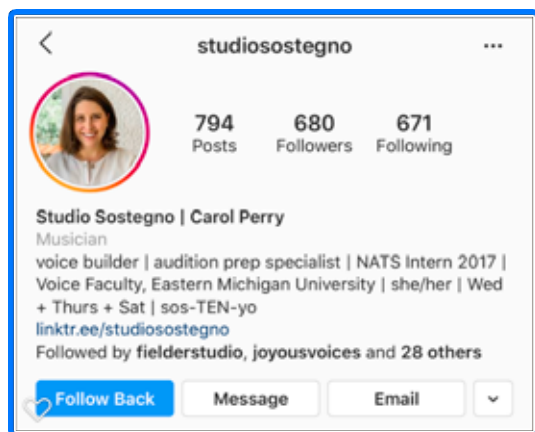 studiosostegno
794 680 671
Posts Followers Following
Studio Sostegno | Carol Perry
Musician
voice builder | audition prep specialist | NATS Intern 2017 |
Voice Faculty, Eastern Michigan University | she/her | Wed
+ Thurs + Sat | sos-TEN-yo
linktr.ee/studiosostegno
Followed by fielderstudio, joyousvoices and 28 others
Follow Back Message Email